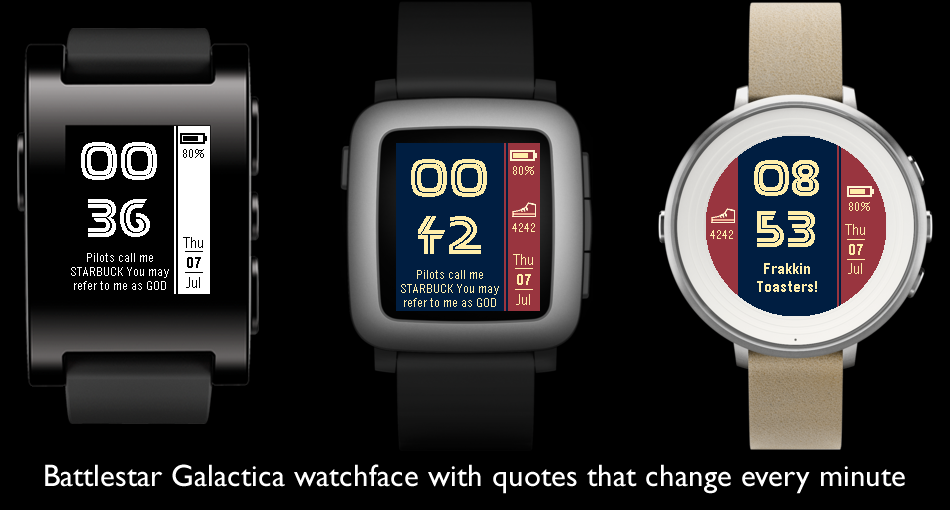 00
36
Pilots call me
STARBUCK You may
refer to me as GOD
80%
Thu
07
Jul
00
42
Pilots call me
STARBUCK You may
refer to me as GOD
80%
4242
Thu
07
Jul
4242
08
53
Frakkin
Toasters!
80%
Thu
07
Jul
Battlestar Galactica watchface with quotes that change every minute